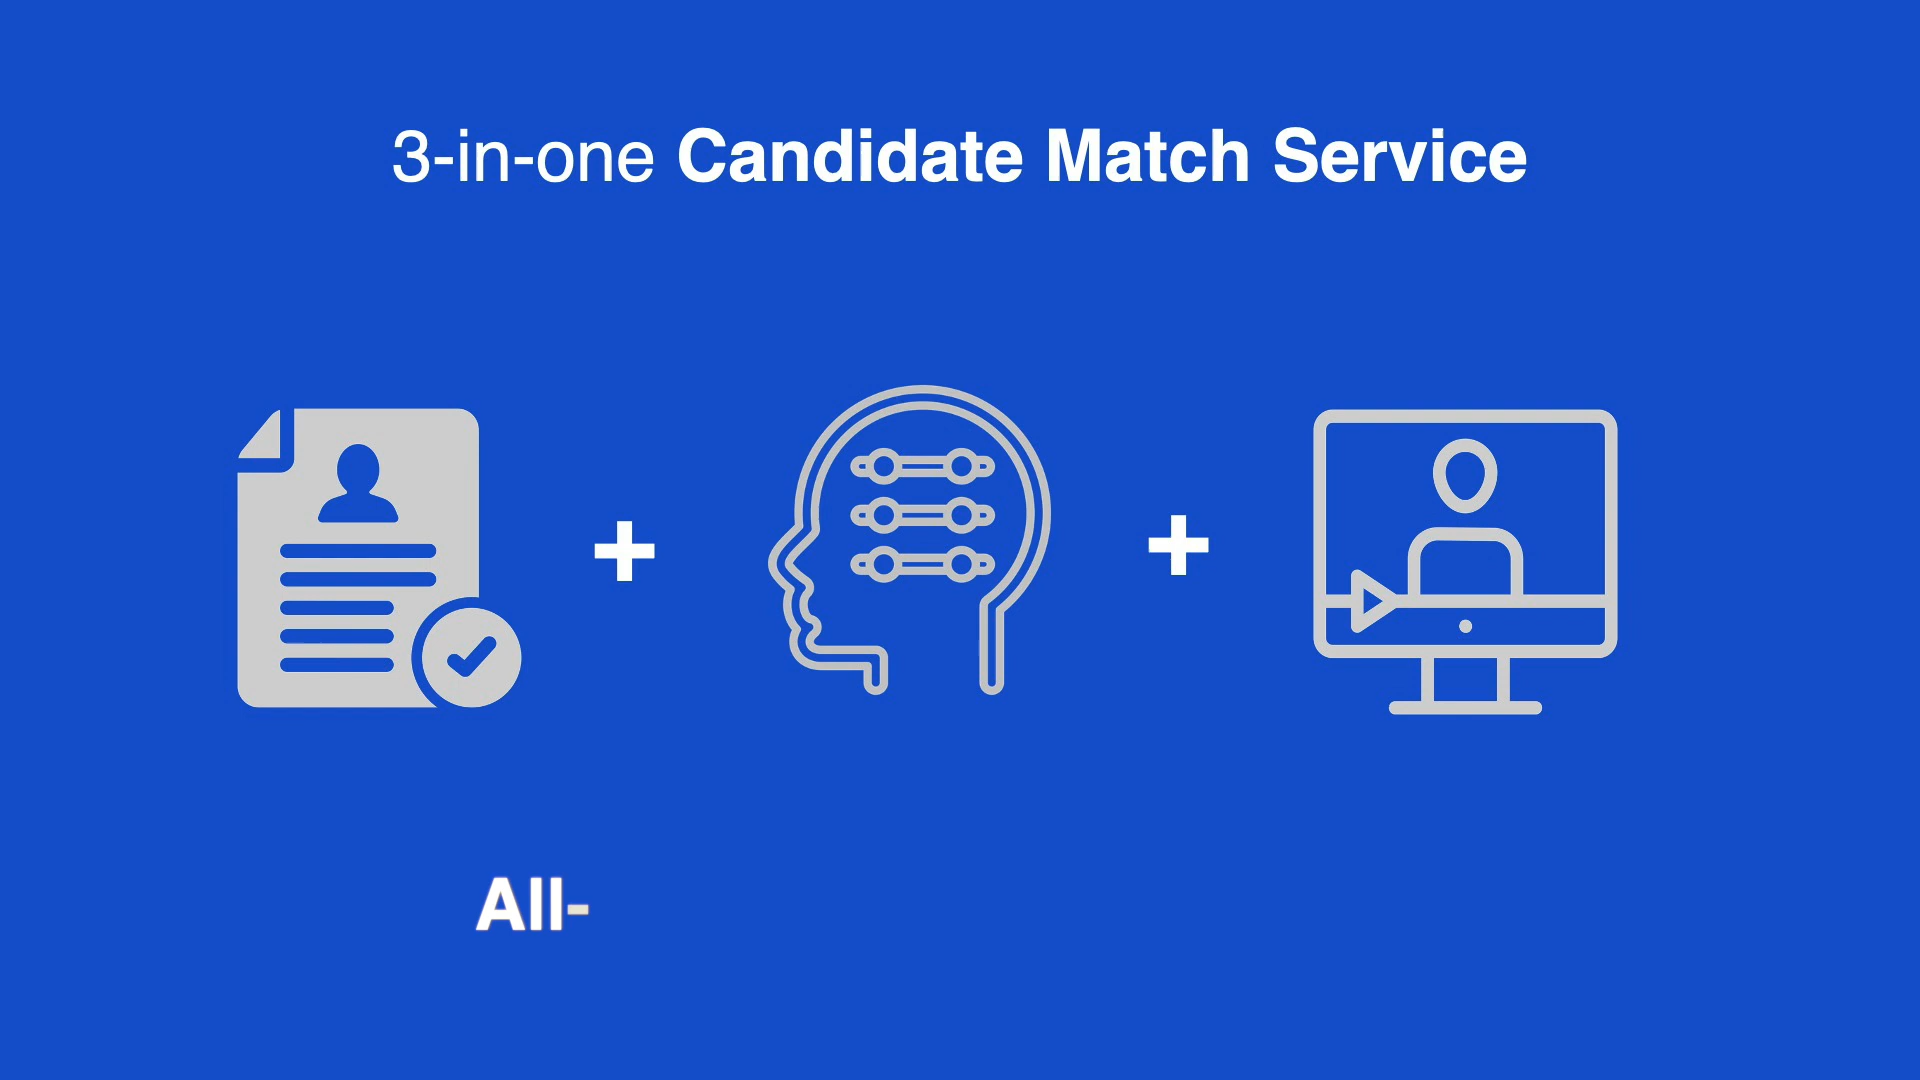 3-in-one Candidate Match Service
+ +
All-